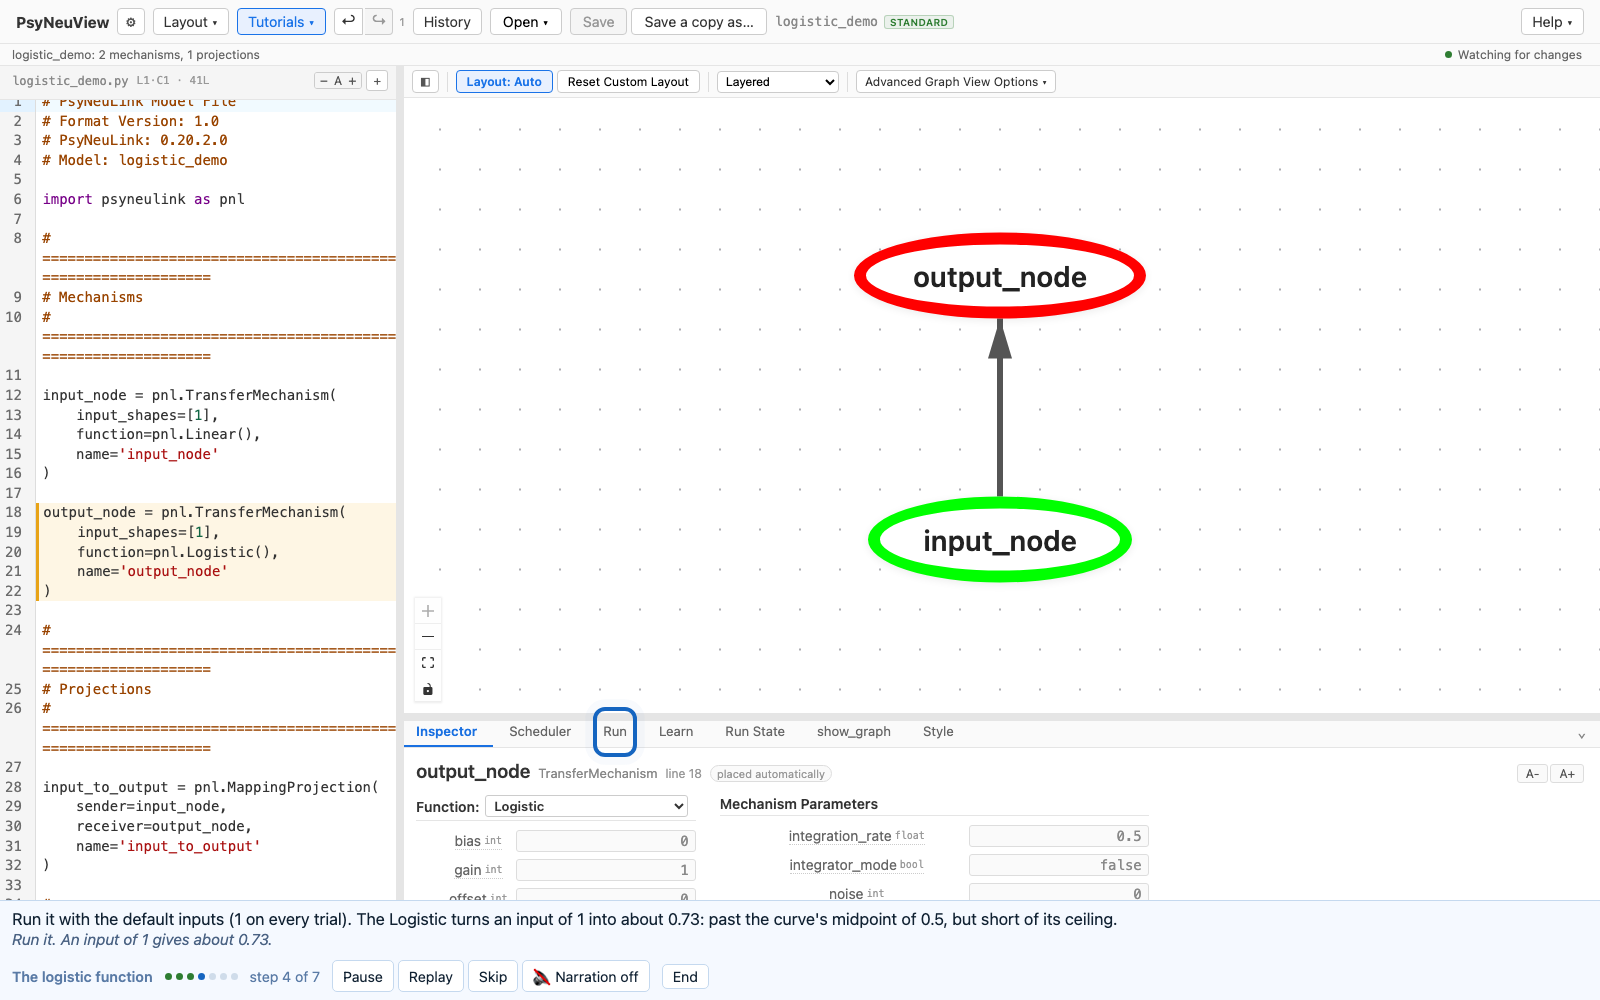 PsyNeuView ⚙ Layout ▾ Tutorials ▾ ↩ ↪ 1 History Open ▾ Save Save a copy as... logistic_demo STANDARD Help ▾
logistic_demo: 2 mechanisms, 1 projections Watching for changes
logistic_demo.py L1·C1 · 41L − A + +
Layout: Auto Reset Custom Layout Layered Advanced Graph View Options ▾
1 # PsyNeuLink Model File
2 # Format Version: 1.0
3 # PsyNeuLink: 0.20.2.0
4 # Model: logistic_demo
5
6 import psyneulink as pnl
7
8 #
==========================================
====================
9 # Mechanisms
10 #
==========================================
====================
11
12 input_node = pnl.TransferMechanism(
13 input_shapes=[1],
14 function=pnl.Linear(),
15 name='input_node'
16 )
17
18 output_node = pnl.TransferMechanism(
19 input_shapes=[1],
20 function=pnl.Logistic(),
21 name='output_node'
22 )
23
24 #
==========================================
====================
25 # Projections
26 #
==========================================
====================
27
28 input_to_output = pnl.MappingProjection(
29 sender=input_node,
30 receiver=output_node,
31 name='input_to_output'
32 )
33
output_node
input_node
Inspector Scheduler Run Learn Run State show_graph Style
output_node TransferMechanism line 18 placed automatically A- A+
Function: Logistic
bias int 0
gain int 1
offset int 0
Mechanism Parameters
integration_rate float 0.5
integrator_mode bool false
noise int 0
Run it with the default inputs (1 on every trial). The Logistic turns an input of 1 into about 0.73: past the curve's midpoint of 0.5, but short of its ceiling.
Run it. An input of 1 gives about 0.73.
The logistic function step 4 of 7 Pause Replay Skip Narration off End